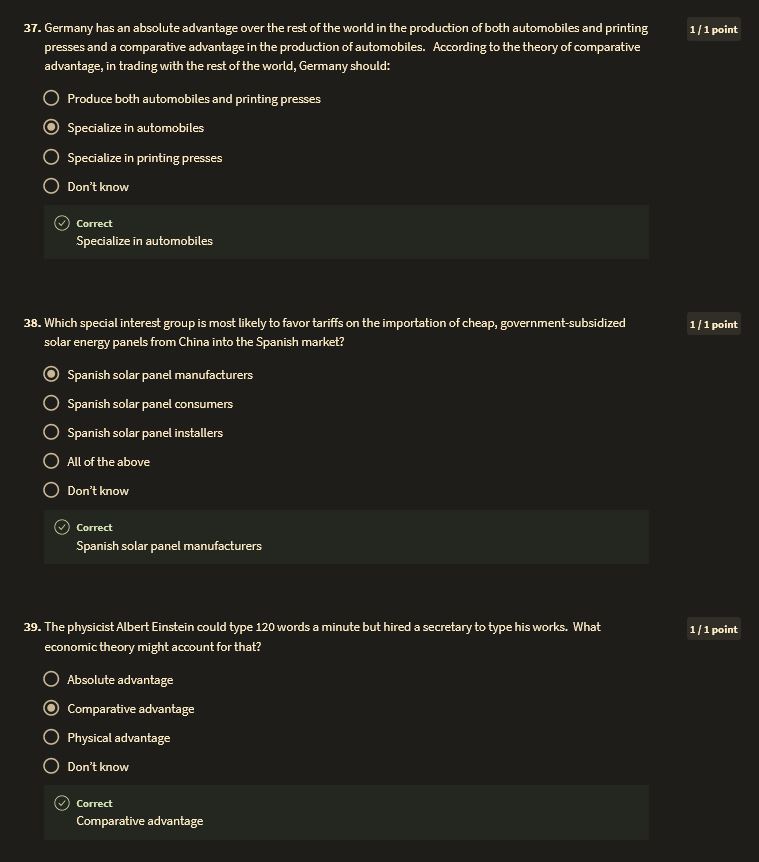 37. Germany has an absolute advantage over the rest of the world in the production of both automobiles and printing
1 / 1 point
presses and a comparative advantage in the production of automobiles. According to the theory of comparative
advantage, in trading with the rest of the world, Germany should:
Produce both automobiles and printing presses
Specialize in automobiles
Specialize in printing presses
Don't know
Correct
Specialize in automobiles
38. Which special interest group is most likely to favor tariffs on the importation of cheap, government-subsidized
1 / 1 point
solar energy panels from China into the Spanish market?
Spanish solar panel manufacturers
Spanish solar panel consumers
Spanish solar panel installers
All of the above
Don't know
Correct
Spanish solar panel manufacturers
39. The physicist Albert Einstein could type 120 words a minute but hired a secretary to type his works. What
1 / 1 point
economic theory might account for that?
Absolute advantage
Comparative advantage
Physical advantage
Don't know
Correct
Comparative advantage